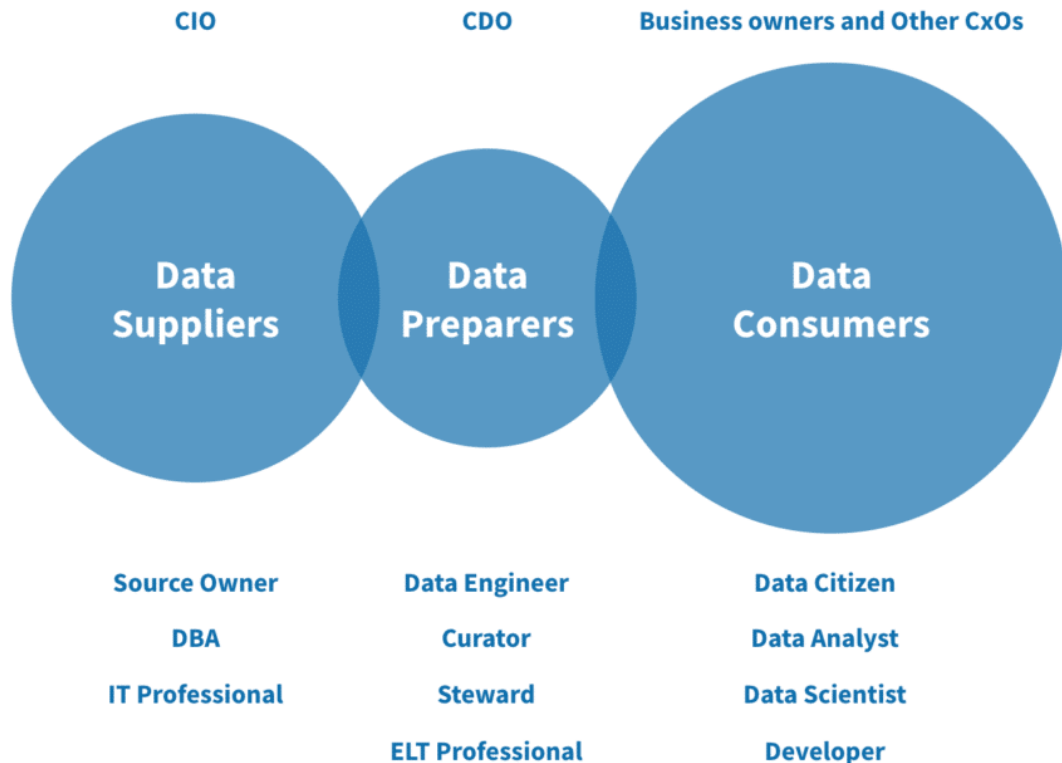 CIO
CDO
Business owners and Other CxOs
Data
Suppliers
Data
Preparers
Data
Consumers
Source Owner
DBA
IT Professional
Data Engineer
Curator
Steward
ELT Professional
Data Citizen
Data Analyst
Data Scientist
Developer